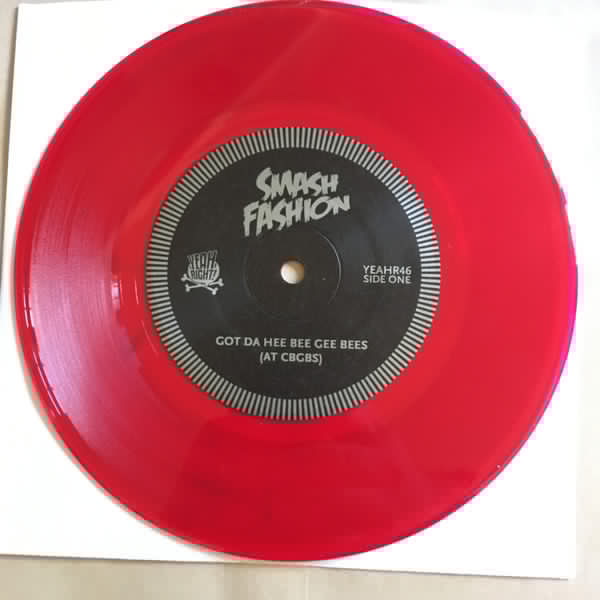 SMASH
FASHION
YEAH
RIGHT!
YEAHR46
SIDE ONE
GOT DA HEE BEE GEE BEES
(AT CBGBS)